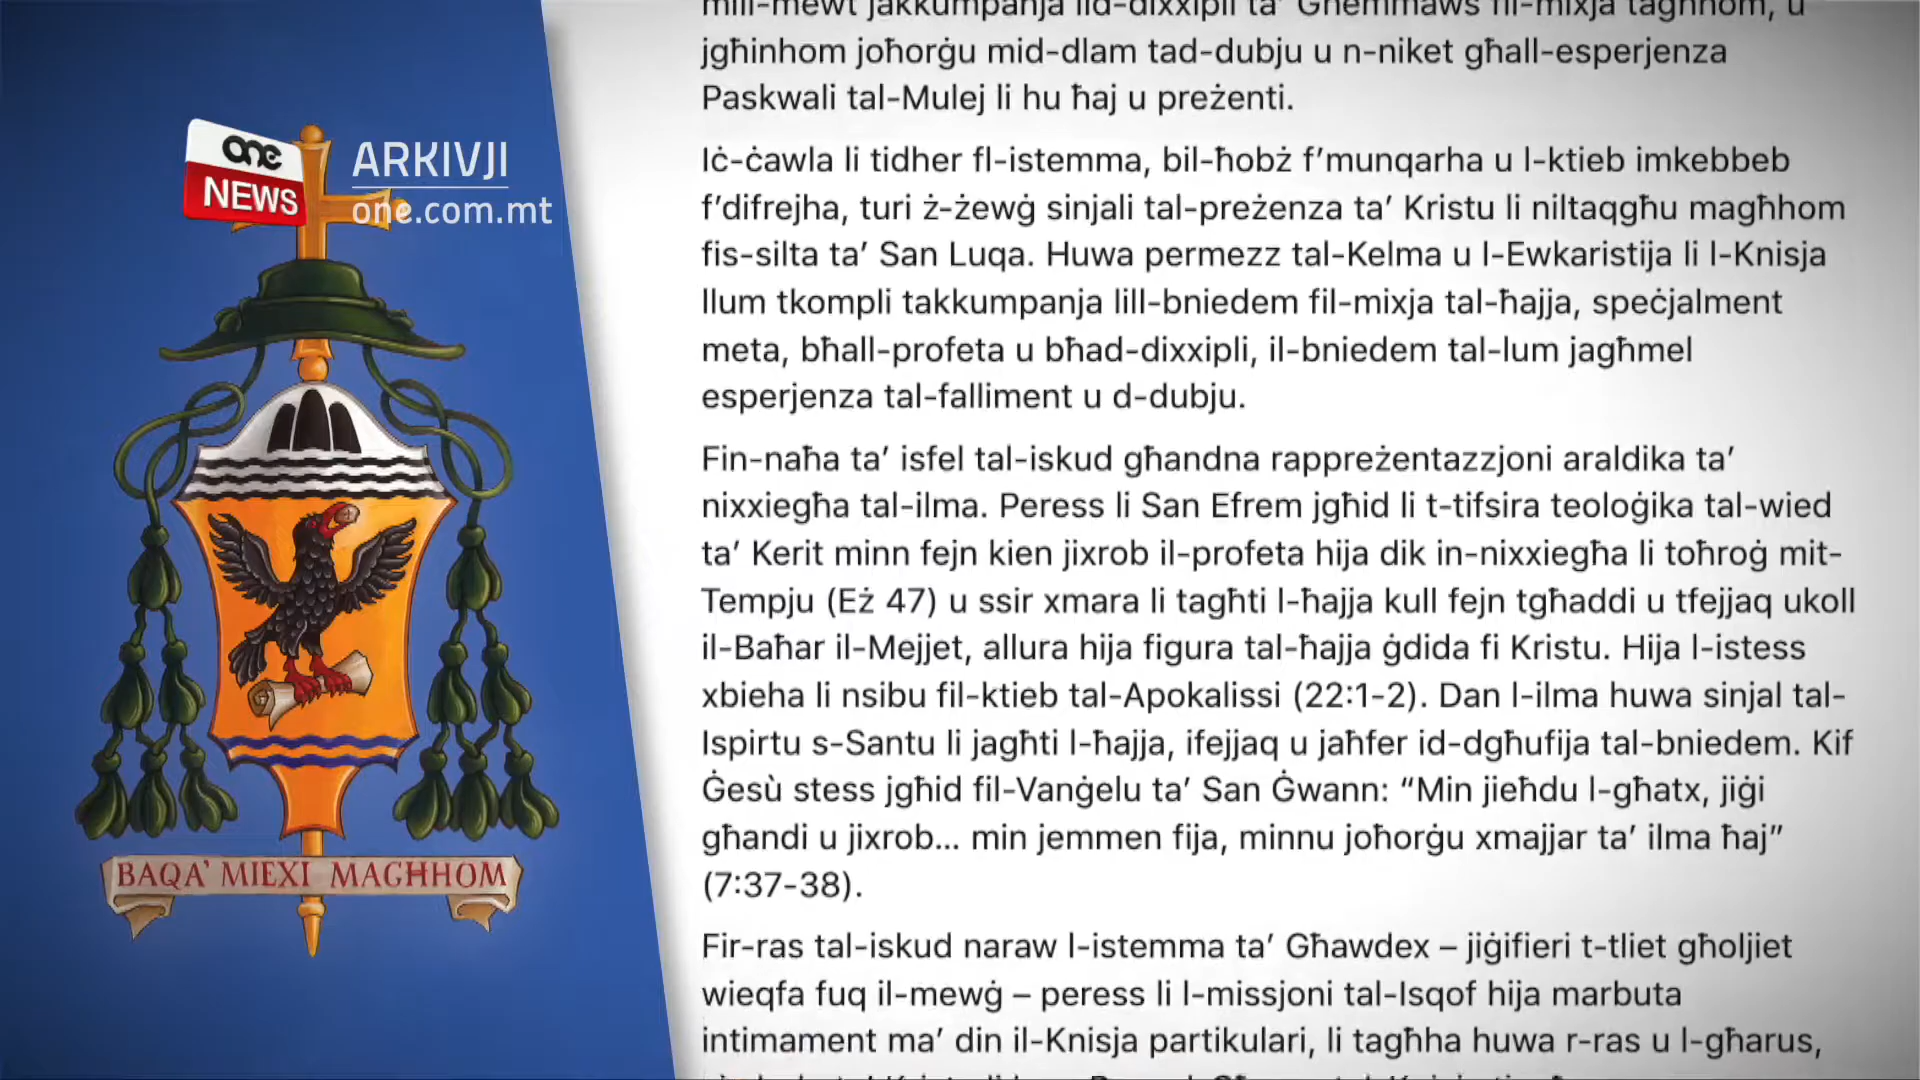 one
NEWS
ARKIVJI
one.com.mt
BAQA' MIEXI MAGĦHOM
mill-mewt jakkumpanja lid-dixxipli ta’ Għemmaws fil-mixja tagħhom, u
jgħinhom joħorġu mid-dlam tad-dubju u n-niket għall-esperjenza
Paskwali tal-Mulej li hu ħaj u preżenti.
Iċ-ċawla li tidher fl-istemma, bil-ħobż f’munqarha u l-ktieb imkebbeb
f’difrejha, turi ż-żewġ sinjali tal-preżenza ta’ Kristu li niltaqgħu magħhom
fis-silta ta’ San Luqa. Huwa permezz tal-Kelma u l-Ewkaristija li l-Knisja
llum tkompli takkumpanja lill-bniedem fil-mixja tal-ħajja, speċjalment
meta, bħall-profeta u bħad-dixxipli, il-bniedem tal-lum jagħmel
esperjenza tal-falliment u d-dubju.
Fin-naħa ta’ isfel tal-iskud għandna rappreżentazzjoni araldika ta’
nixxiegħa tal-ilma. Peress li San Efrem jgħid li t-tifsira teoloġika tal-wied
ta’ Kerit minn fejn kien jixrob il-profeta hija dik in-nixxiegħa li toħroġ mit-
Tempju (Eż 47) u ssir xmara li tagħti l-ħajja kull fejn tgħaddi u tfejjaq ukoll
il-Baħar il-Mejjet, allura hija figura tal-ħajja ġdida fi Kristu. Hija l-istess
xbieha li nsibu fil-ktieb tal-Apokalissi (22:1-2). Dan l-ilma huwa sinjal tal-
Ispirtu s-Santu li jagħti l-ħajja, ifejjaq u jaħfer id-dgħufija tal-bniedem. Kif
Ġesù stess jgħid fil-Vanġelu ta’ San Ġwann: “Min jieħdu l-għatx, jiġi
għandi u jixrob... min jemmen fija, minnu joħorġu xmajjar ta’ ilma ħaj”
(7:37-38).
Fir-ras tal-iskud naraw l-istemma ta’ Għawdex – jiġifieri t-tliet għoljiet
wieqfa fuq il-mewġ – peress li l-missjoni tal-Isqof hija marbuta
intimament ma’ din il-Knisja partikulari, li tagħha huwa r-ras u l-għarus,